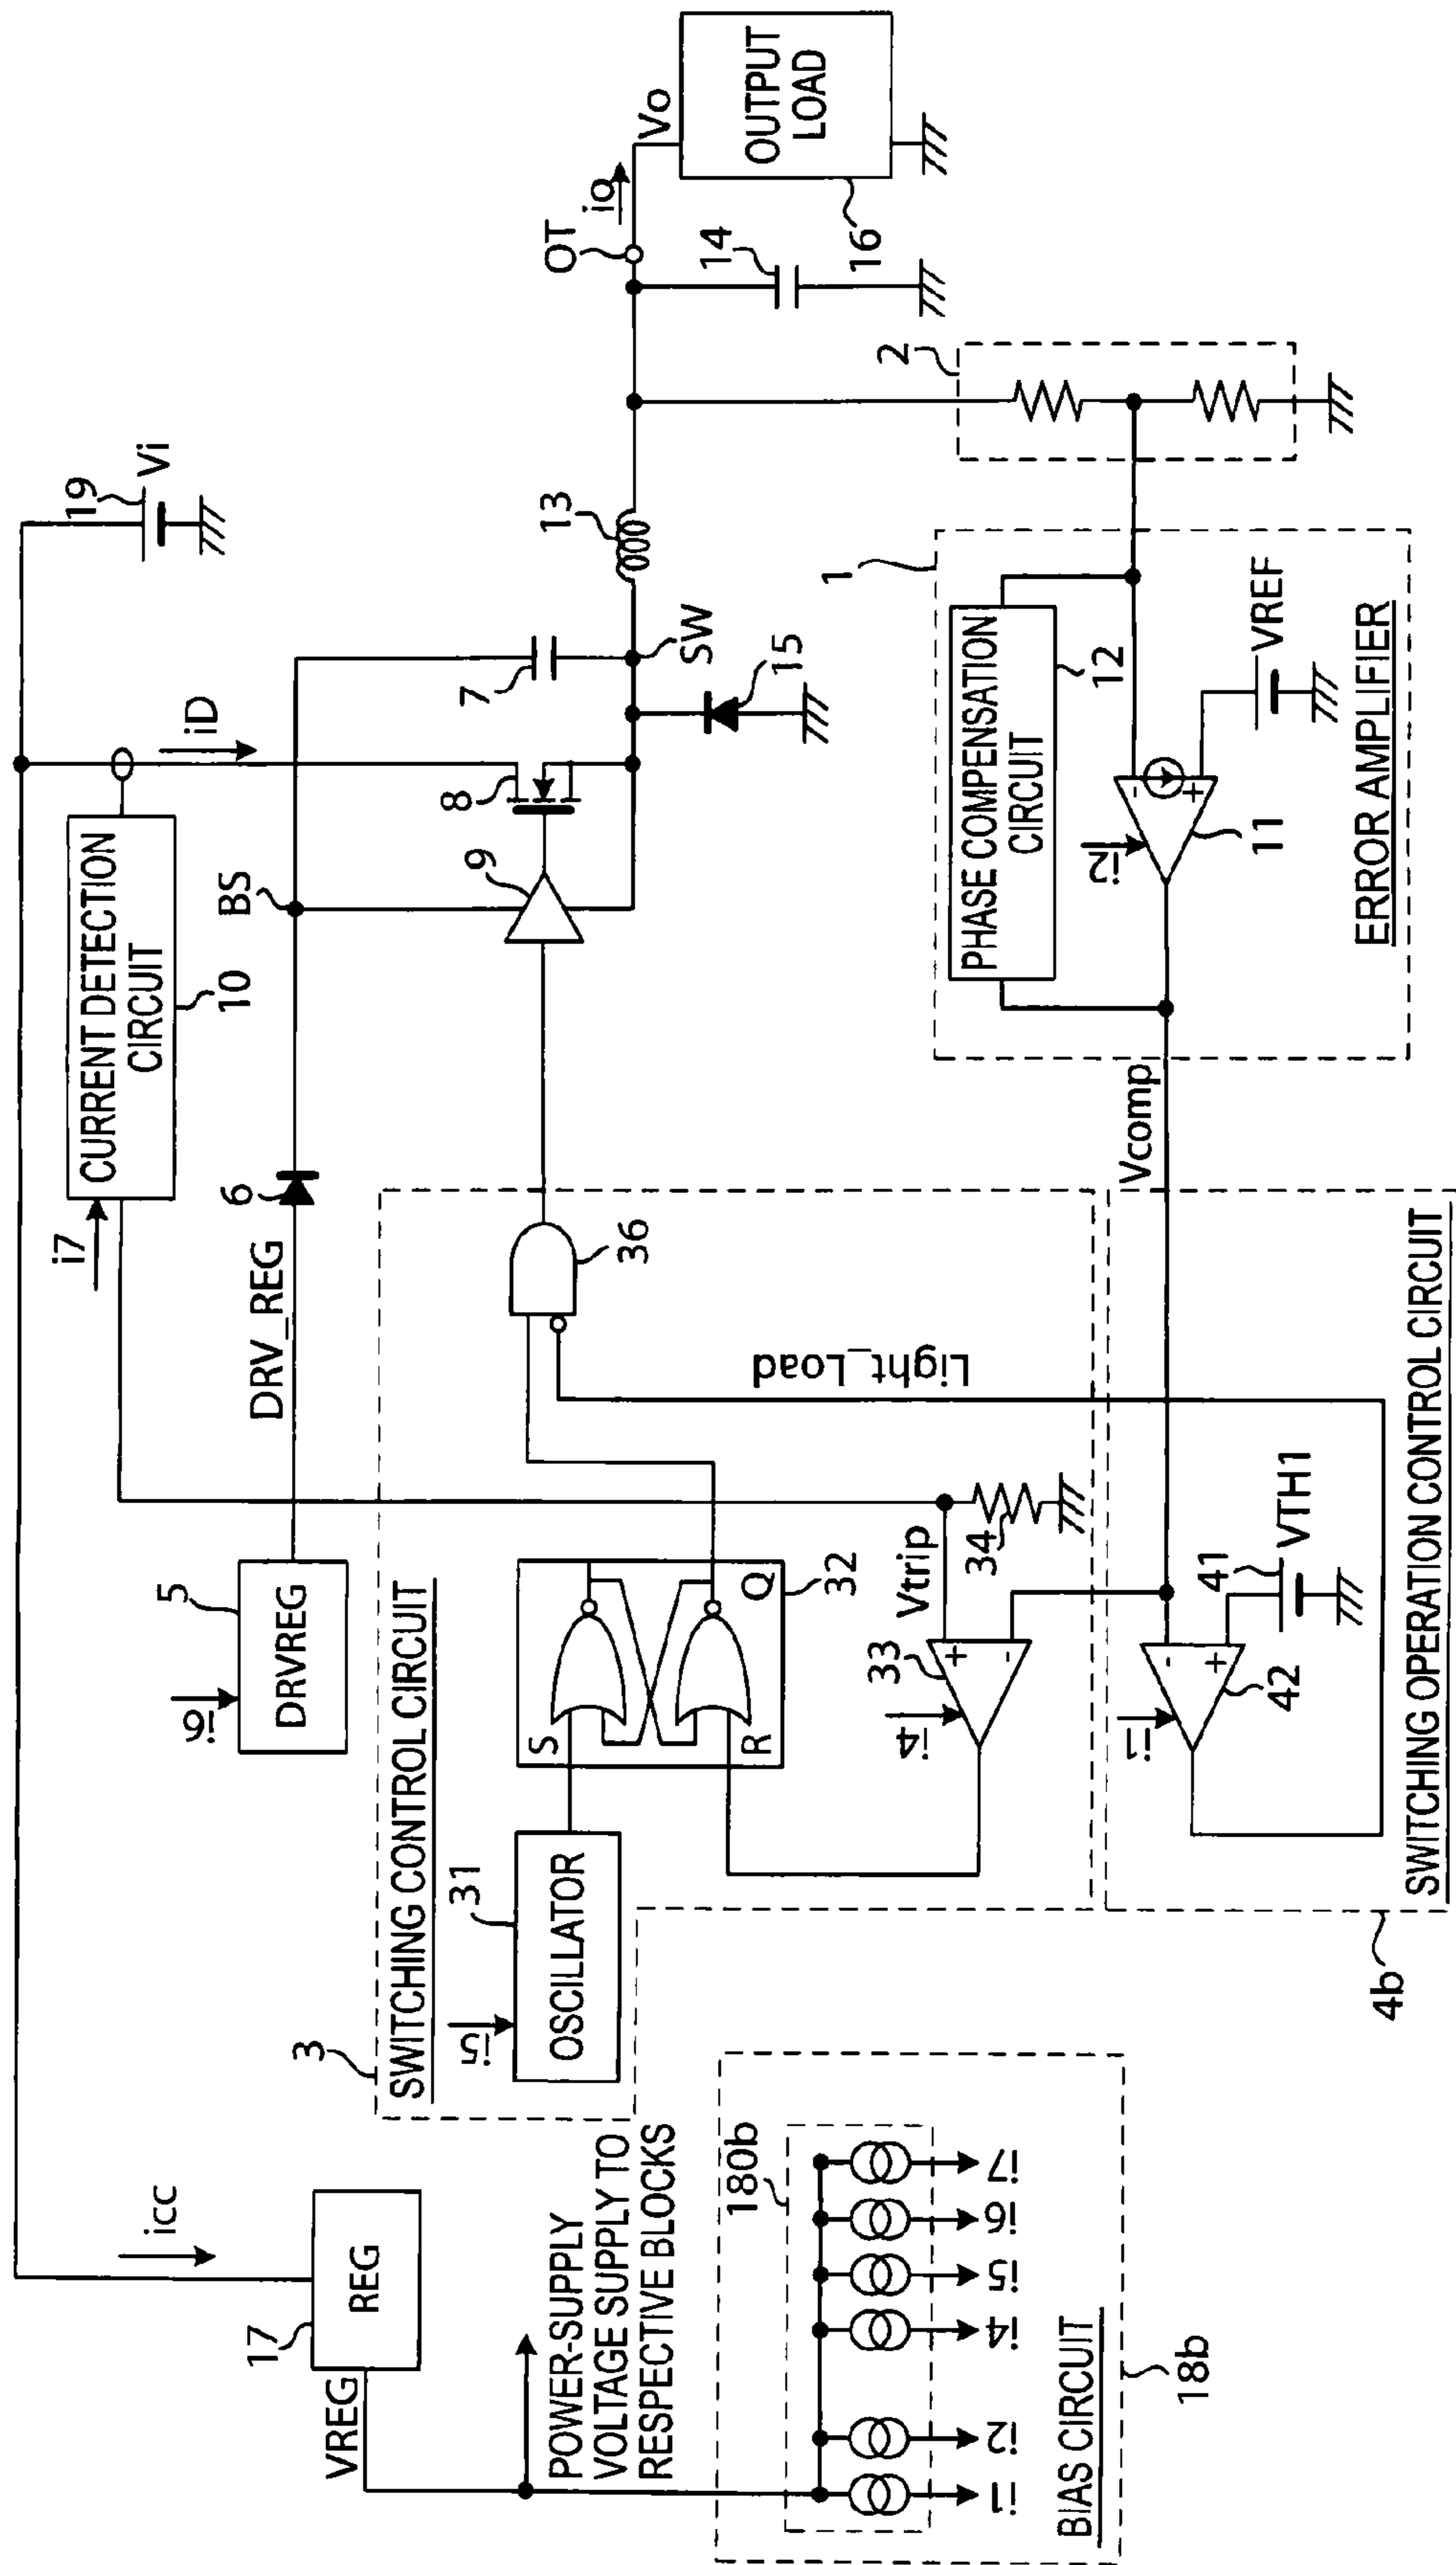 icc
17
REG
VREG
POWER-SUPPLY
VOLTAGE SUPPLY TO
RESPECTIVE BLOCKS
180b
i1
i2
i4
i5
i6
i7
BIAS CIRCUIT
18b
3
SWITCHING CONTROL CIRCUIT
i5
31
OSCILLATOR
S
R
Q
32
i6
5
DRVREG
DRV_REG
6
i7
CURRENT DETECTION
CIRCUIT
10
BS
9
8
iD
7
19
Vi
SW
15
13
OT
io
Vo
14
OUTPUT
LOAD
16
36
Light_Load
Vtrip
34
33
+
-
i4
4b
i1
-
+
42
41
VTH1
SWITCHING OPERATION CONTROL CIRCUIT
Vcomp
1
PHASE COMPENSATION
CIRCUIT
12
i2
-
+
11
VREF
ERROR AMPLIFIER
2